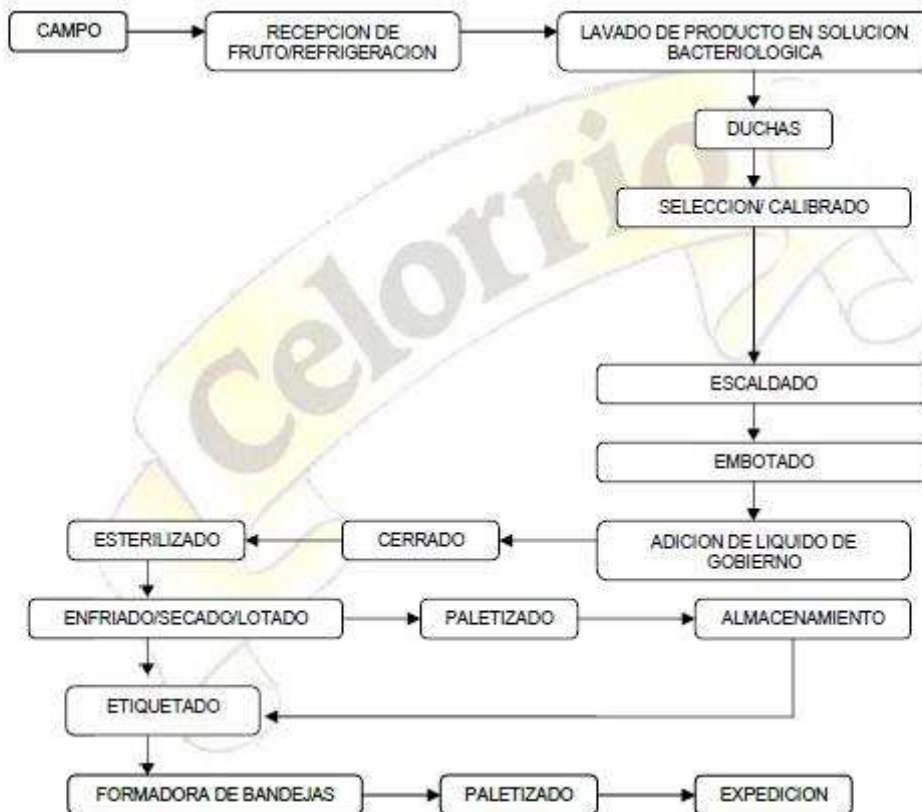 CAMPO
RECEPCION DE
FRUTO/REFRIGERACION
LAVADO DE PRODUCTO EN SOLUCION
BACTERIOLOGICA
DUCHAS
SELECCION/ CALIBRADO
ESCALDADO
EMBOTADO
ADICION DE LIQUIDO DE
GOBIERNO
CERRADO
ESTERILIZADO
ENFRIADO/SECADO/LOTADO
PALETIZADO
ALMACENAMIENTO
ETIQUETADO
FORMADORA DE BANDEJAS
PALETIZADO
EXPEDICION
Celorrio